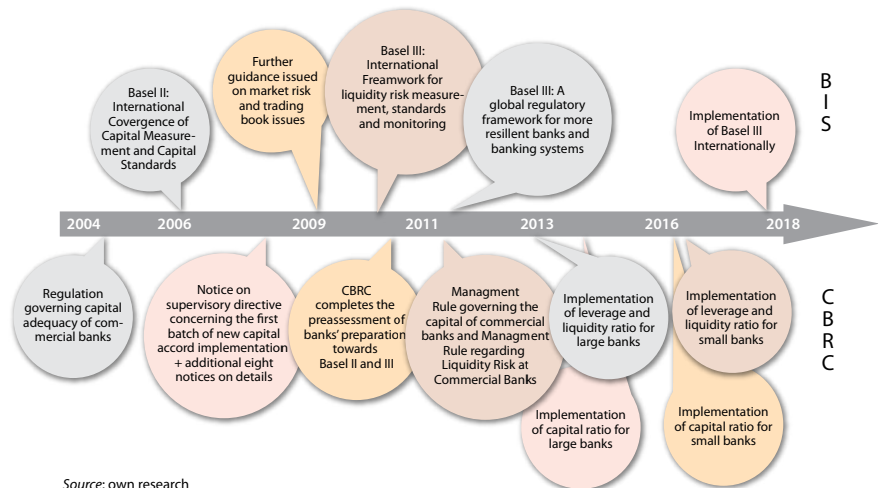 Basel II:
International
Covergence of
Capital Measure-
ment and Capital
Standards
Further
guidance issued
on market risk
and trading
book issues
Basel III:
International
Freamwork for
liquidity risk measure-
ment, standards
and monitoring
Basel III: A
global regulatory
framework for more
resillent banks and
banking systems
Implementation
of Basel III
Internationally
B
I
S
2004 2006 2009 2011 2013 2016 2018
Regulation
governing capital
adequacy of com-
mercial banks
Notice on
supervisory directive
concerning the first
batch of new capital
accord implementation
+ additional eight
notices on details
CBRC
completes the
preassessment of
banks' preparation
towards
Basel II and III
Managment
Rule governing the
capital of commercial
banks and Managment
Rule regarding
Liquidity Risk at
Commercial Banks
Implementation
of leverage and
liquidity ratio for
large banks
Implementation
of capital ratio for
large banks
Implementation
of leverage and
liquidity ratio for
small banks
Implementation
of capital ratio for
small banks
C
B
R
C
Source: own research